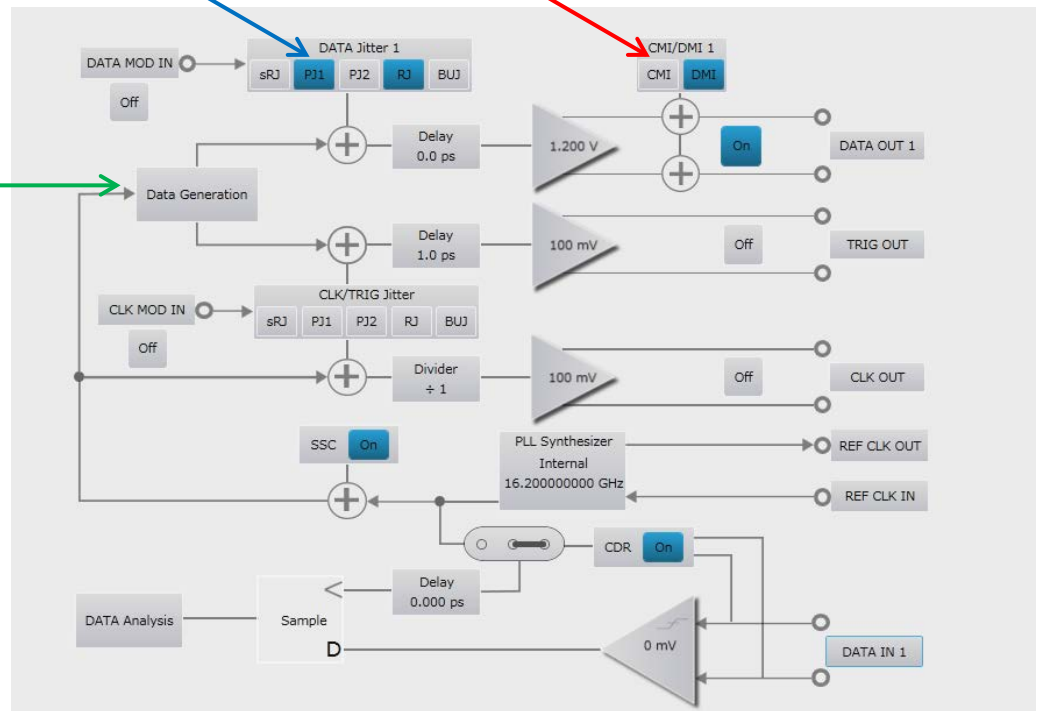 DATA Jitter 1
CMI/DMI 1
DATA MOD IN
sRJ PJ1 PJ2 RJ BUJ
CMI DMI
Off
Delay
0.0 ps
1.200 V
On
DATA OUT 1
Data Generation
Delay
1.0 ps
100 mV
Off
TRIG OUT
CLK/TRIG Jitter
CLK MOD IN
sRJ PJ1 PJ2 RJ BUJ
Off
Divider
÷ 1
100 mV
Off
CLK OUT
SSC On
PLL Synthesizer
Internal
16.200000000 GHz
REF CLK OUT
REF CLK IN
CDR On
Delay
0.000 ps
DATA Analysis
Sample
<
D
0 mV
DATA IN 1